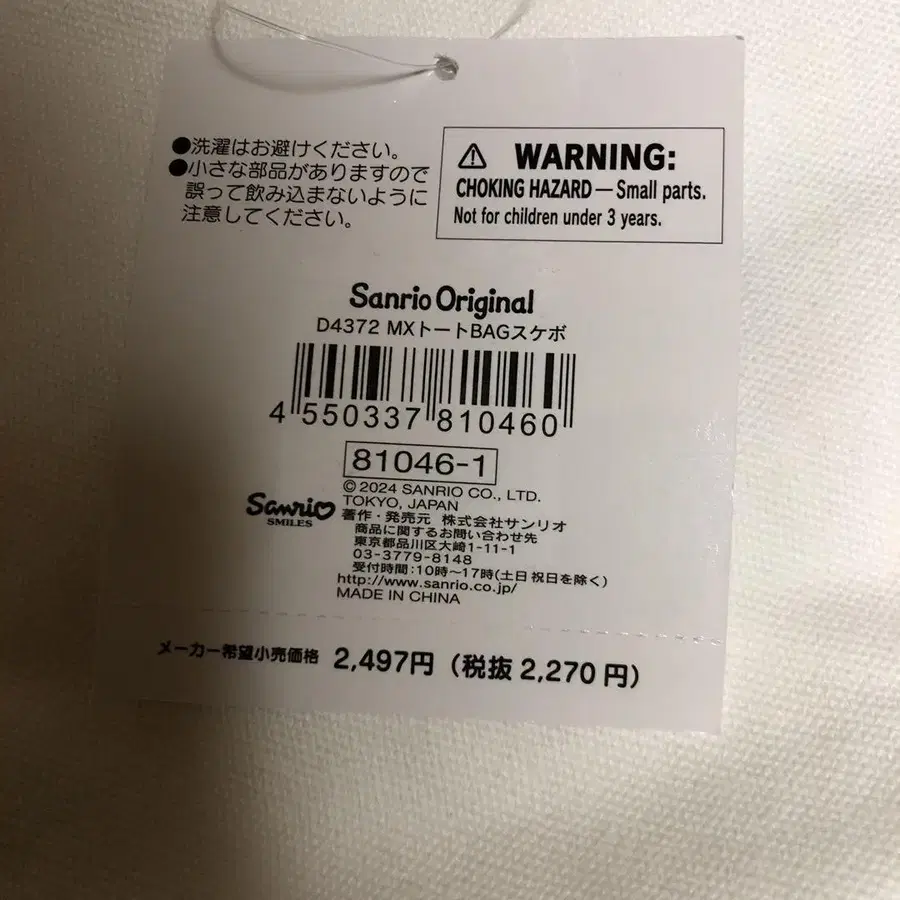 ●洗濯はお避けください。
●小さな部品がありますので
誤って飲み込まないように
注意してください。
WARNING:
CHOKING HAZARD — Small parts.
Not for children under 3 years.
Sanrio Original
D4372 MXトートBAGスケボ
4 550337 810460
81046-1
© 2024 SANRIO CO., LTD.
TOKYO, JAPAN
Sanrio
SMILES
著作・発売元 株式会社サンリオ
商品に関するお問い合わせ先
東京都品川区大崎1-11-1
03-3779-8148
受付時間:10時~17時(土日祝日を除く)
http://www.sanrio.co.jp/
MADE IN CHINA
メーカー希望小売価格 2,497円(税抜2,270円)